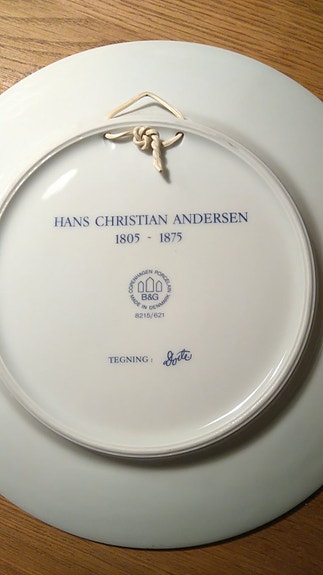 HANS CHRISTIAN ANDERSEN
1805 - 1875
COPENHAGEN PORCELAIN
B&G
MADE IN DENMARK
8215/621
TEGNING: